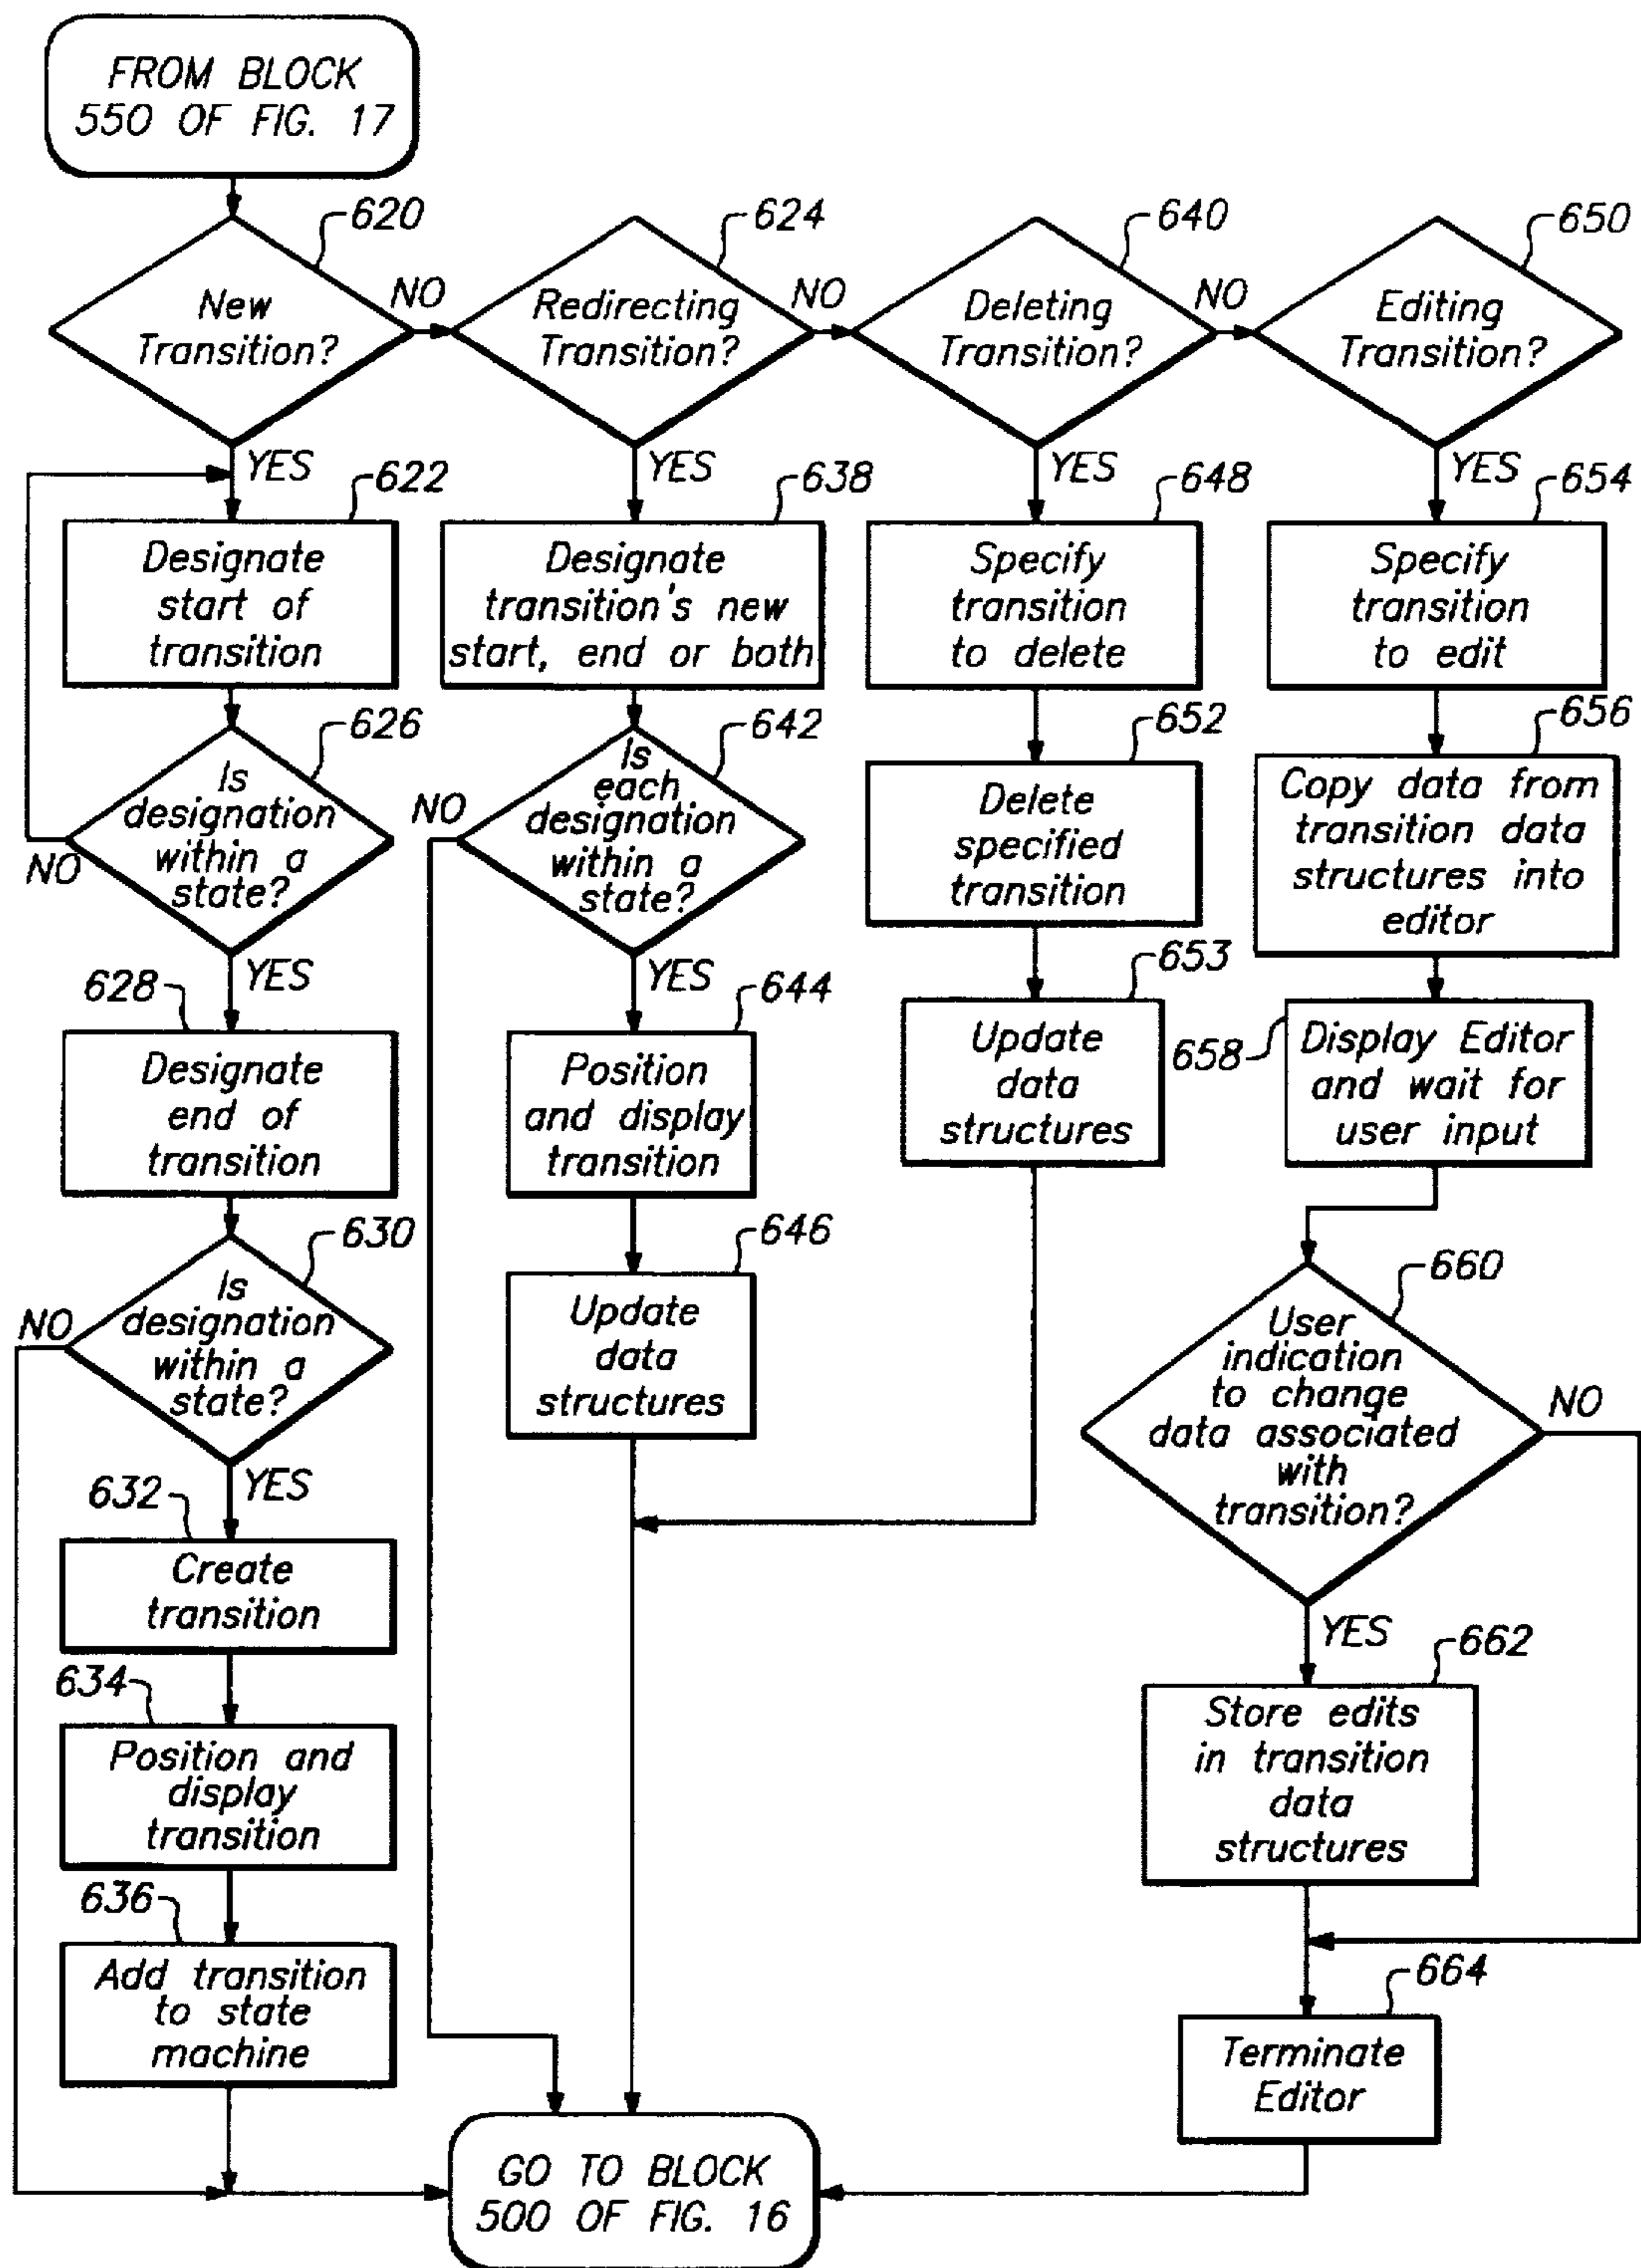 FROM BLOCK
550 OF FIG. 17
620
624
640
650
New
Transition?
NO
Redirecting
Transition?
NO
Deleting
Transition?
NO
Editing
Transition?
YES
YES
YES
YES
622
638
648
654
Designate
start of
transition
Designate
transition's new
start, end or both
Specify
transition
to delete
Specify
transition
to edit
626
642
652
656
Is
designation
within a
state?
NO
Is
each
designation
within a
state?
NO
Delete
specified
transition
Copy data from
transition data
structures into
editor
YES
YES
628
644
653
658
Designate
end of
transition
Position
and display
transition
Update
data
structures
Display Editor
and wait for
user input
630
646
660
Is
designation
within a
state?
NO
Update
data
structures
User
indication
to change
data associated
with
transition?
NO
YES
YES
632
662
Create
transition
Store edits
in transition
data
structures
634
Position and
display
transition
636
664
Add transition
to state
machine
Terminate
Editor
GO TO BLOCK
500 OF FIG. 16